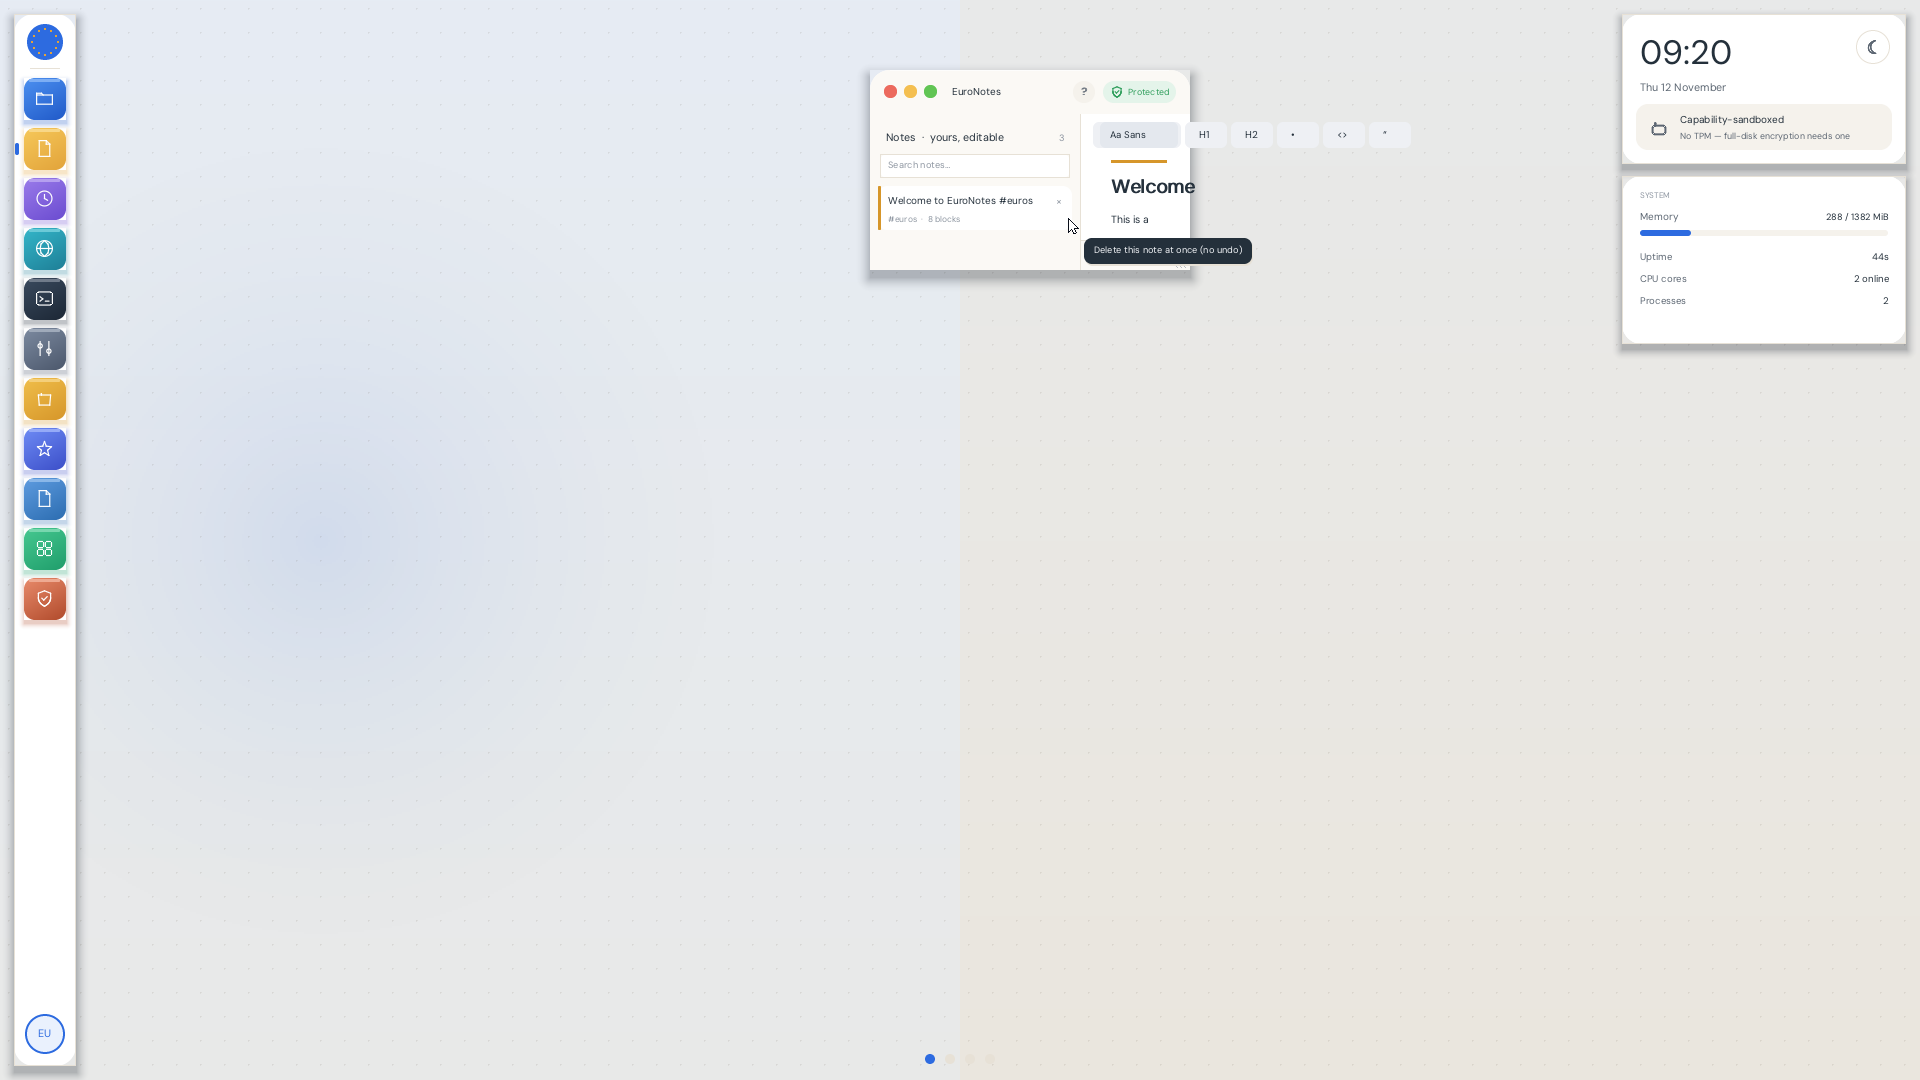 EuroNotes
?
Protected
Notes · yours, editable
3
Search notes...
Welcome to EuroNotes #euros
×
#euros · 8 blocks
Aa Sans
H1
H2
•
<>
"
Welcome
This is a
Delete this note at once (no undo)
09:20
Thu 12 November
Capability-sandboxed
No TPM — full-disk encryption needs one
SYSTEM
Memory
288 / 1382 MiB
Uptime
44s
CPU cores
2 online
Processes
2
EU